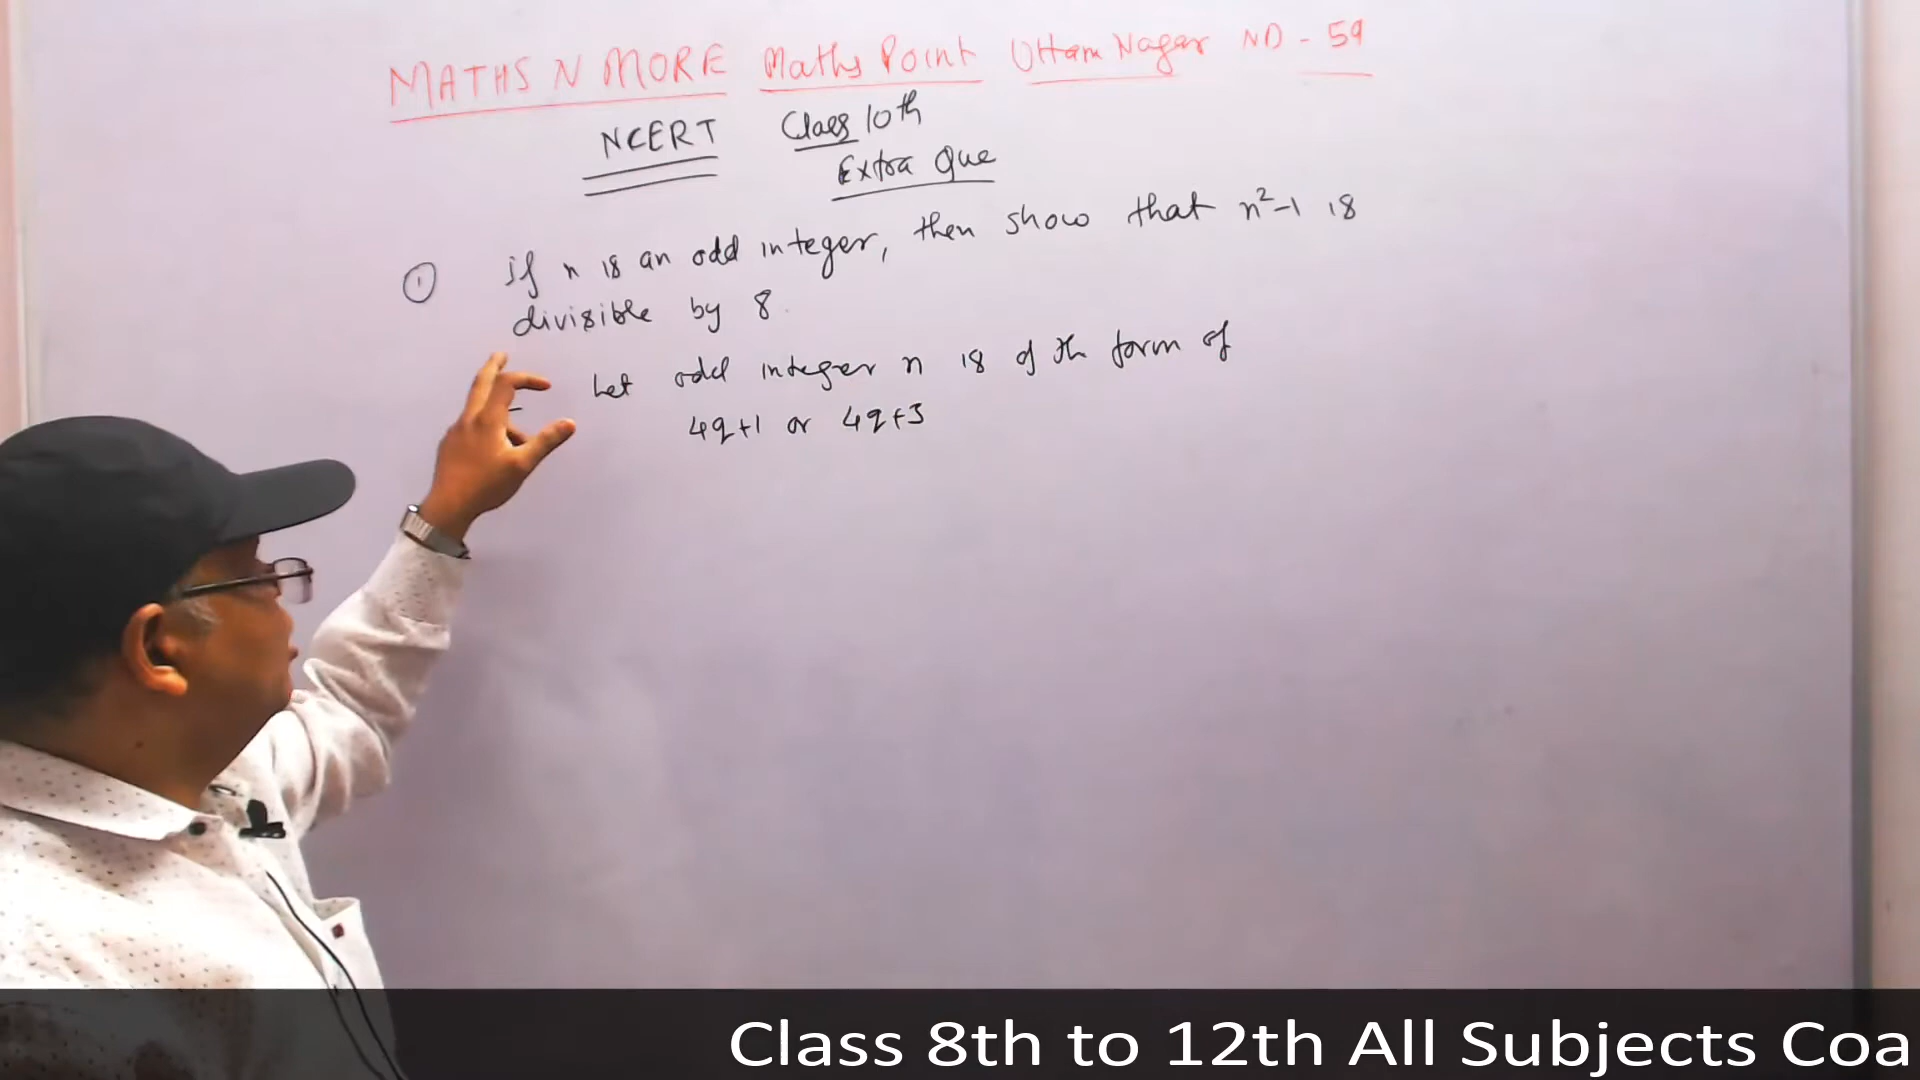 MATHS N MORE Maths Point Uttam Nagar ND - 59
NCERT Class 10th
Extra Que
① if n is an odd integer, then show that n²-1 is
divisible by 8.
Let odd integer n is of th form of
4q+1 or 4q+3
Class 8th to 12th All Subjects Coa